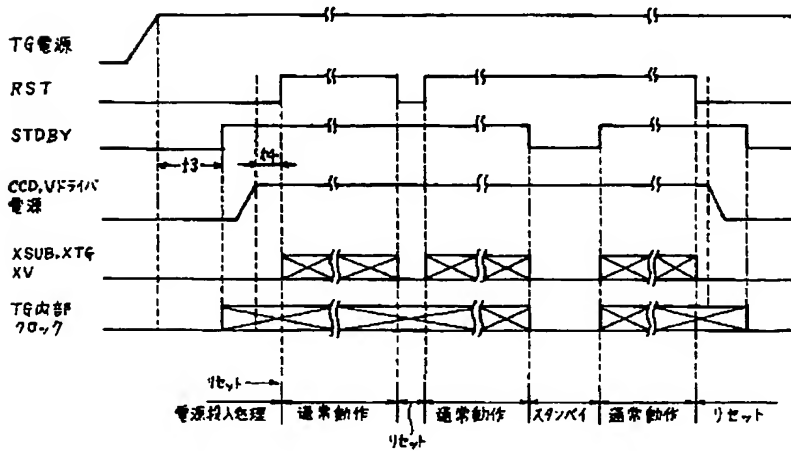 TG電源
RST
STDBY
t3
t4
CCD,Vドライバ
電源
XSUB.XTG
XV
TG内部
クロック
リセット
電源投入処理
通常動作
リセット
通常動作
スタンバイ
通常動作
リセット